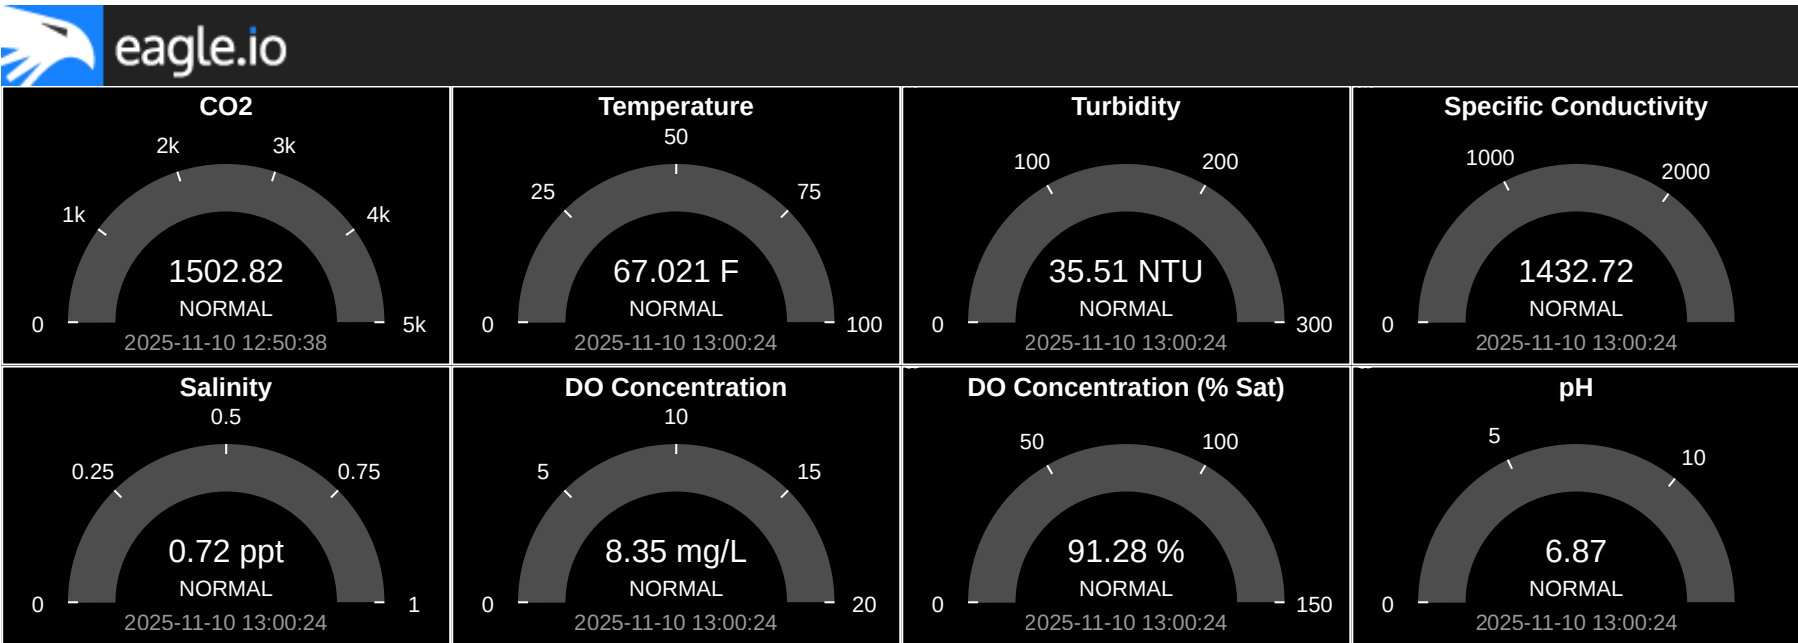 eagle.io
CO2
2k
3k
1k
4k
1502.82
NORMAL
0
5k
2025-11-10 12:50:38
Temperature
50
25
75
67.021 F
NORMAL
0
100
2025-11-10 13:00:24
Turbidity
100
200
35.51 NTU
NORMAL
0
300
2025-11-10 13:00:24
Specific Conductivity
1000
2000
1432.72
NORMAL
0
2025-11-10 13:00:24
Salinity
0.5
0.25
0.75
0.72 ppt
NORMAL
0
1
2025-11-10 13:00:24
DO Concentration
10
5
15
8.35 mg/L
NORMAL
0
20
2025-11-10 13:00:24
DO Concentration (% Sat)
50
100
91.28 %
NORMAL
0
150
2025-11-10 13:00:24
pH
5
10
6.87
NORMAL
0
2025-11-10 13:00:24